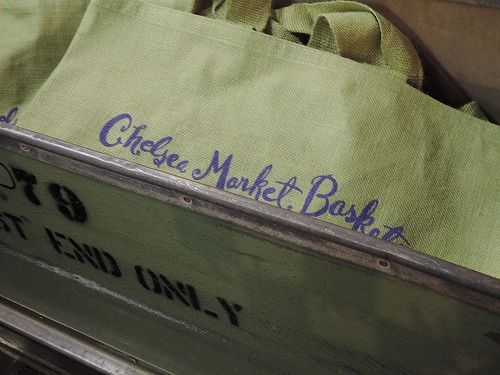 Chelsea Market Baskets
79
ST END ONLY